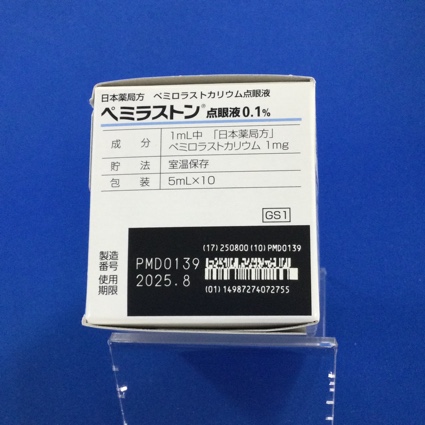 日本薬局方 ペミロラストカリウム点眼液
ペミラストン® 点眼液0.1%
成分 1mL中 「日本薬局方」
ペミロラストカリウム 1mg
貯法 室温保存
包装 5mL×10
GS1
(17)250800(10)PMD0139
製造番号 PMD0139
使用期限 2025.8
(01)14987274072755